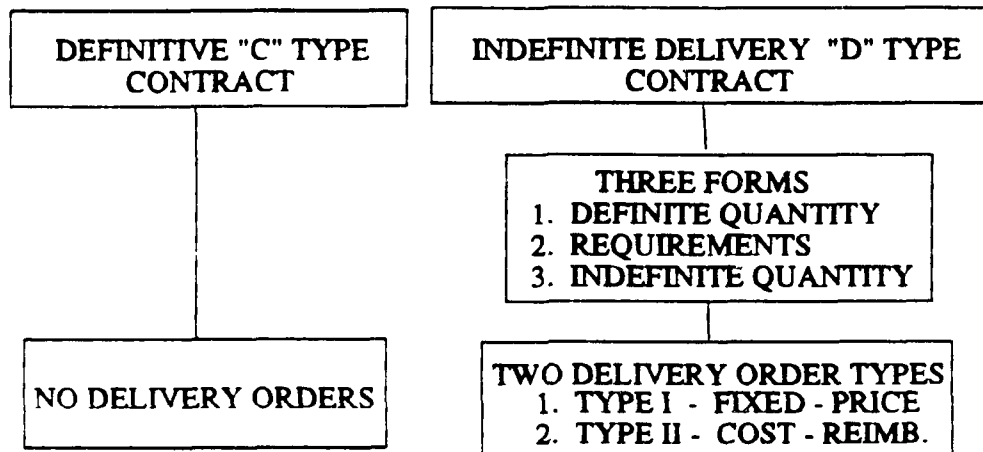 DEFINITIVE "C" TYPE
CONTRACT
NO DELIVERY ORDERS
INDEFINITE DELIVERY "D" TYPE
CONTRACT
THREE FORMS
1. DEFINITE QUANTITY
2. REQUIREMENTS
3. INDEFINITE QUANTITY
TWO DELIVERY ORDER TYPES
1. TYPE I - FIXED - PRICE
2. TYPE II - COST - REIMB.